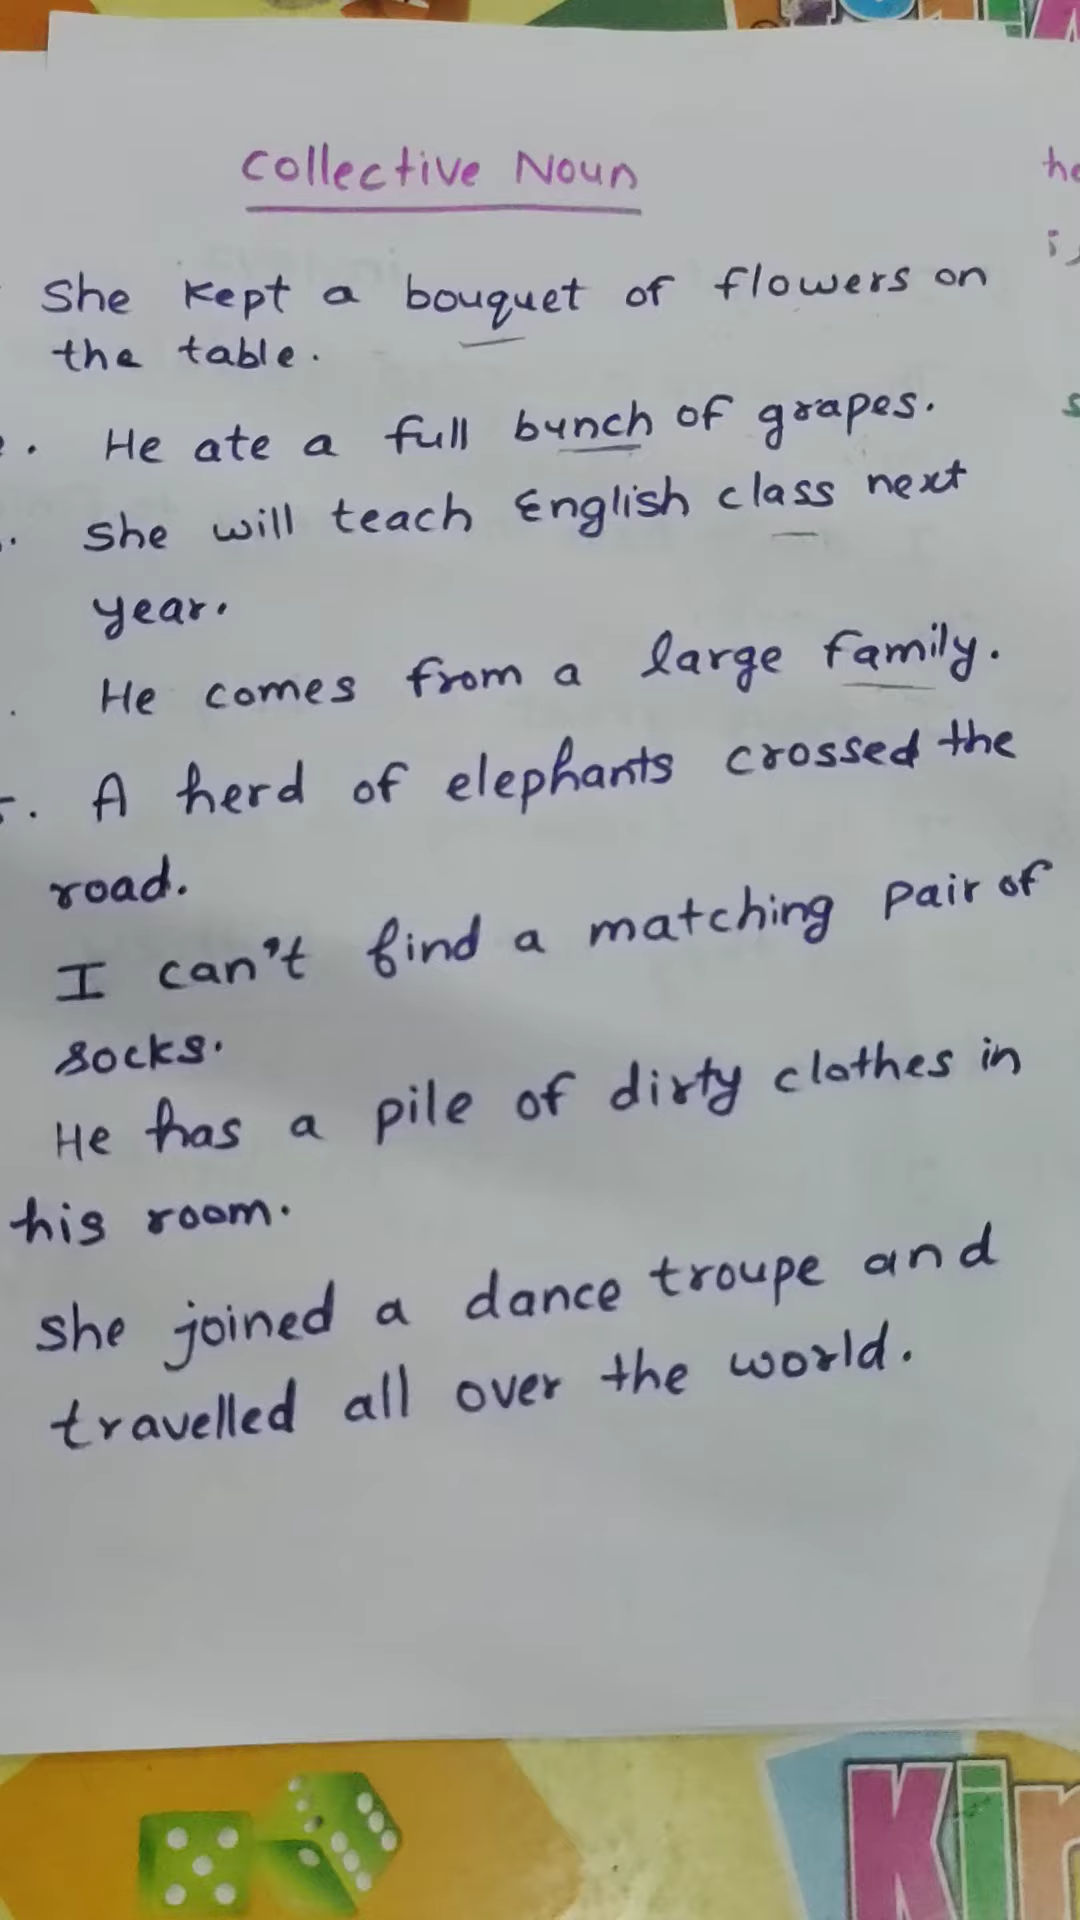 Collective Noun
She kept a bouquet of flowers on
the table.
He ate a full bunch of grapes.
She will teach English class next
year.
He comes from a large family.
5. A herd of elephants crossed the
road.
I can't find a matching pair of
socks.
He has a pile of dirty clothes in
his room.
She joined a dance troupe and
travelled all over the world.
Kin